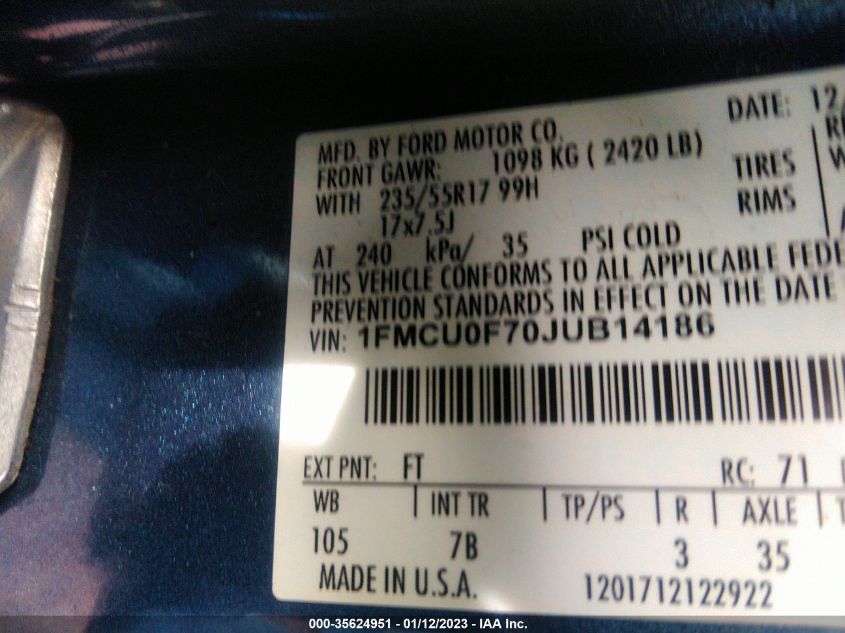 DATE: 12
MFD. BY FORD MOTOR CO.
FRONT GAWR: 1098 KG ( 2420 LB)
WITH 235/55R17 99H TIRES
17x7.5J RIMS
AT 240 kPa/ 35 PSI COLD
THIS VEHICLE CONFORMS TO ALL APPLICABLE FEDE
PREVENTION STANDARDS IN EFFECT ON THE DATE
VIN: 1FMCU0F70JUB14186
EXT PNT: FT RC: 71
WB | INT TR | TP/PS | R | AXLE | T
105 7B 3 35
MADE IN U.S.A. 1201712122922
000-35624951 - 01/12/2023 - IAA Inc.